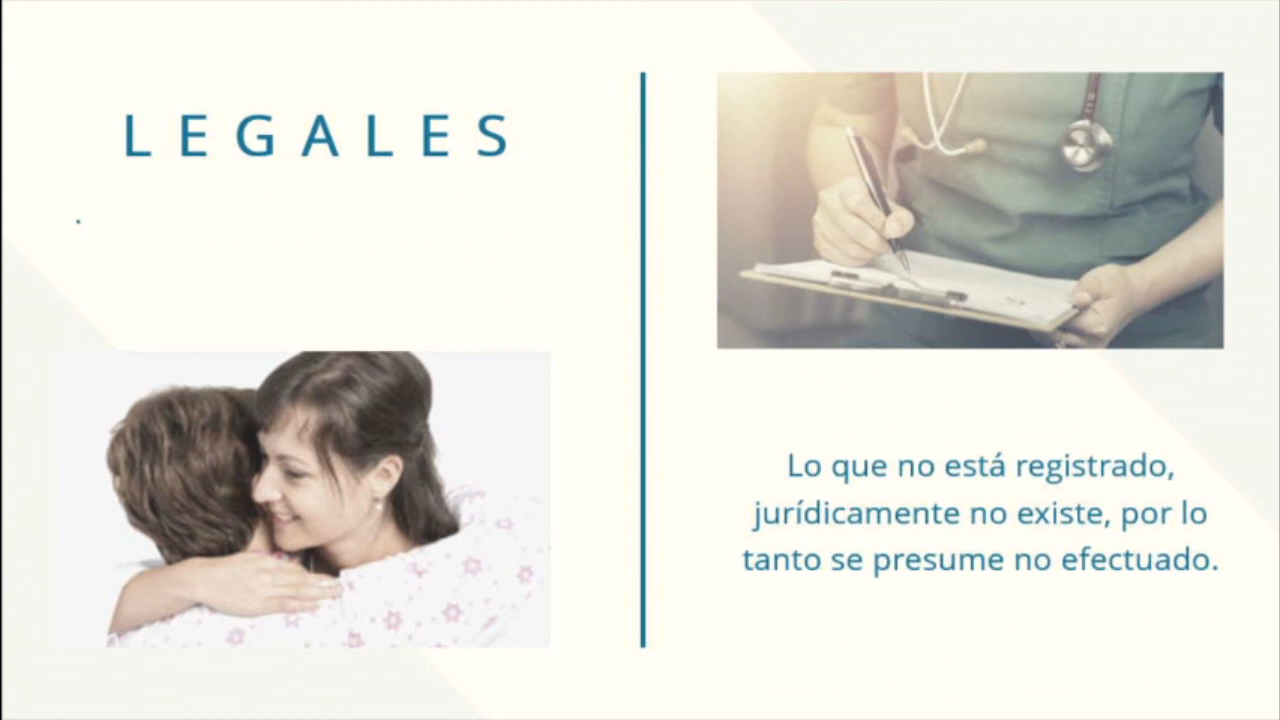 LEGALES
.
Lo que no está registrado,
jurídicamente no existe, por lo
tanto se presume no efectuado.